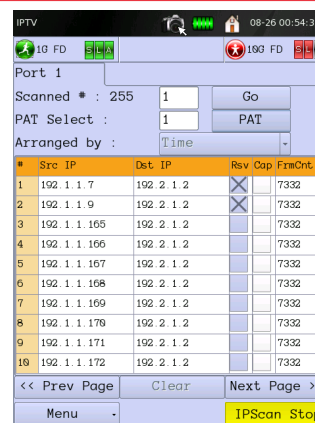 IPTV 08-26 00:54:3
1G FD SLA 10G FD SL
Port 1
Scanned # : 255 1 Go
PAT Select : 1 PAT
Arranged by : Time
# Src IP Dst IP Rsv Cap FrmCnt
1 192.1.1.7 192.2.1.2 7332
2 192.1.1.9 192.2.1.2 7332
3 192.1.1.165 192.2.1.2 7332
4 192.1.1.166 192.2.1.2 7332
5 192.1.1.167 192.2.1.2 7332
6 192.1.1.168 192.2.1.2 7332
7 192.1.1.169 192.2.1.2 7332
8 192.1.1.170 192.2.1.2 7332
9 192.1.1.171 192.2.1.2 7332
10 192.1.1.172 192.2.1.2 7332
<< Prev Page Clear Next Page >
Menu IPScan Stop